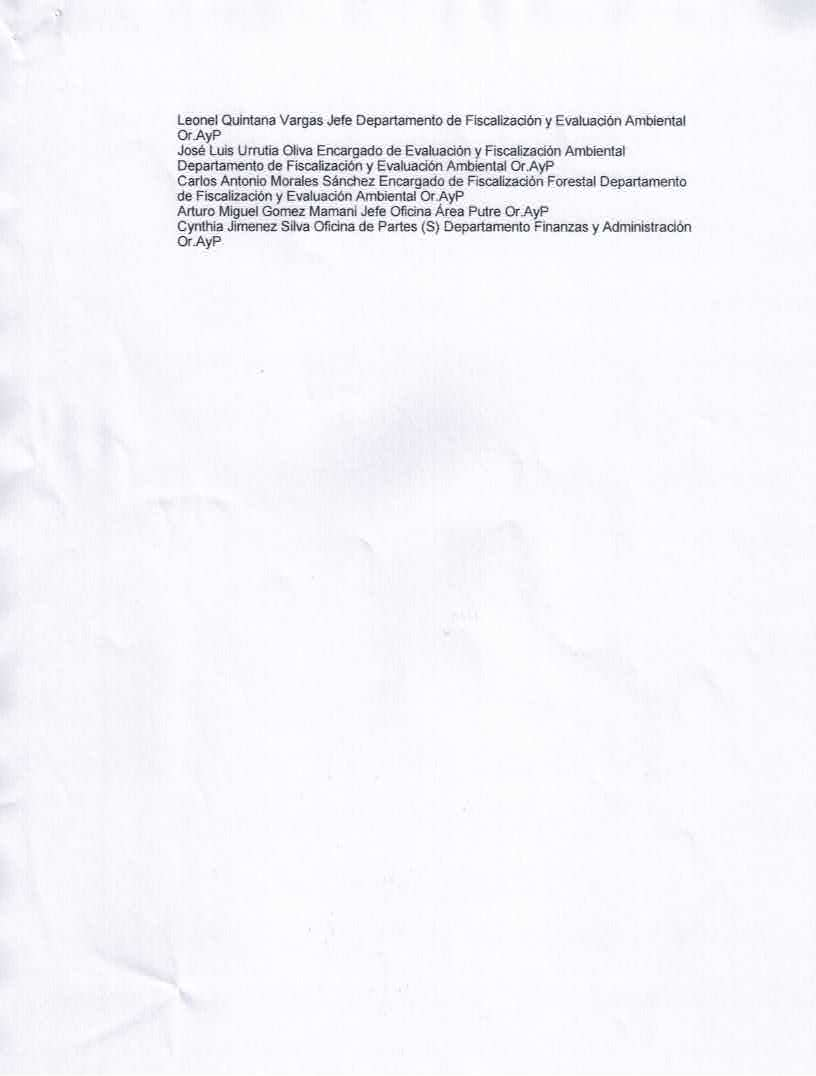 Leonel Quintana Vargas Jefe Departamento de Fiscalización y Evaluación Ambiental
Or.AyP
José Luis Urrutia Oliva Encargado de Evaluación y Fiscalización Ambiental
Departamento de Fiscalización y Evaluación Ambiental Or.AyP
Carlos Antonio Morales Sánchez Encargado de Fiscalización Forestal Departamento
de Fiscalización y Evaluación Ambiental Or.AyP
Arturo Miguel Gomez Mamani Jefe Oficina Área Putre Or.AyP
Cynthia Jimenez Silva Oficina de Partes (S) Departamento Finanzas y Administración
Or.AyP